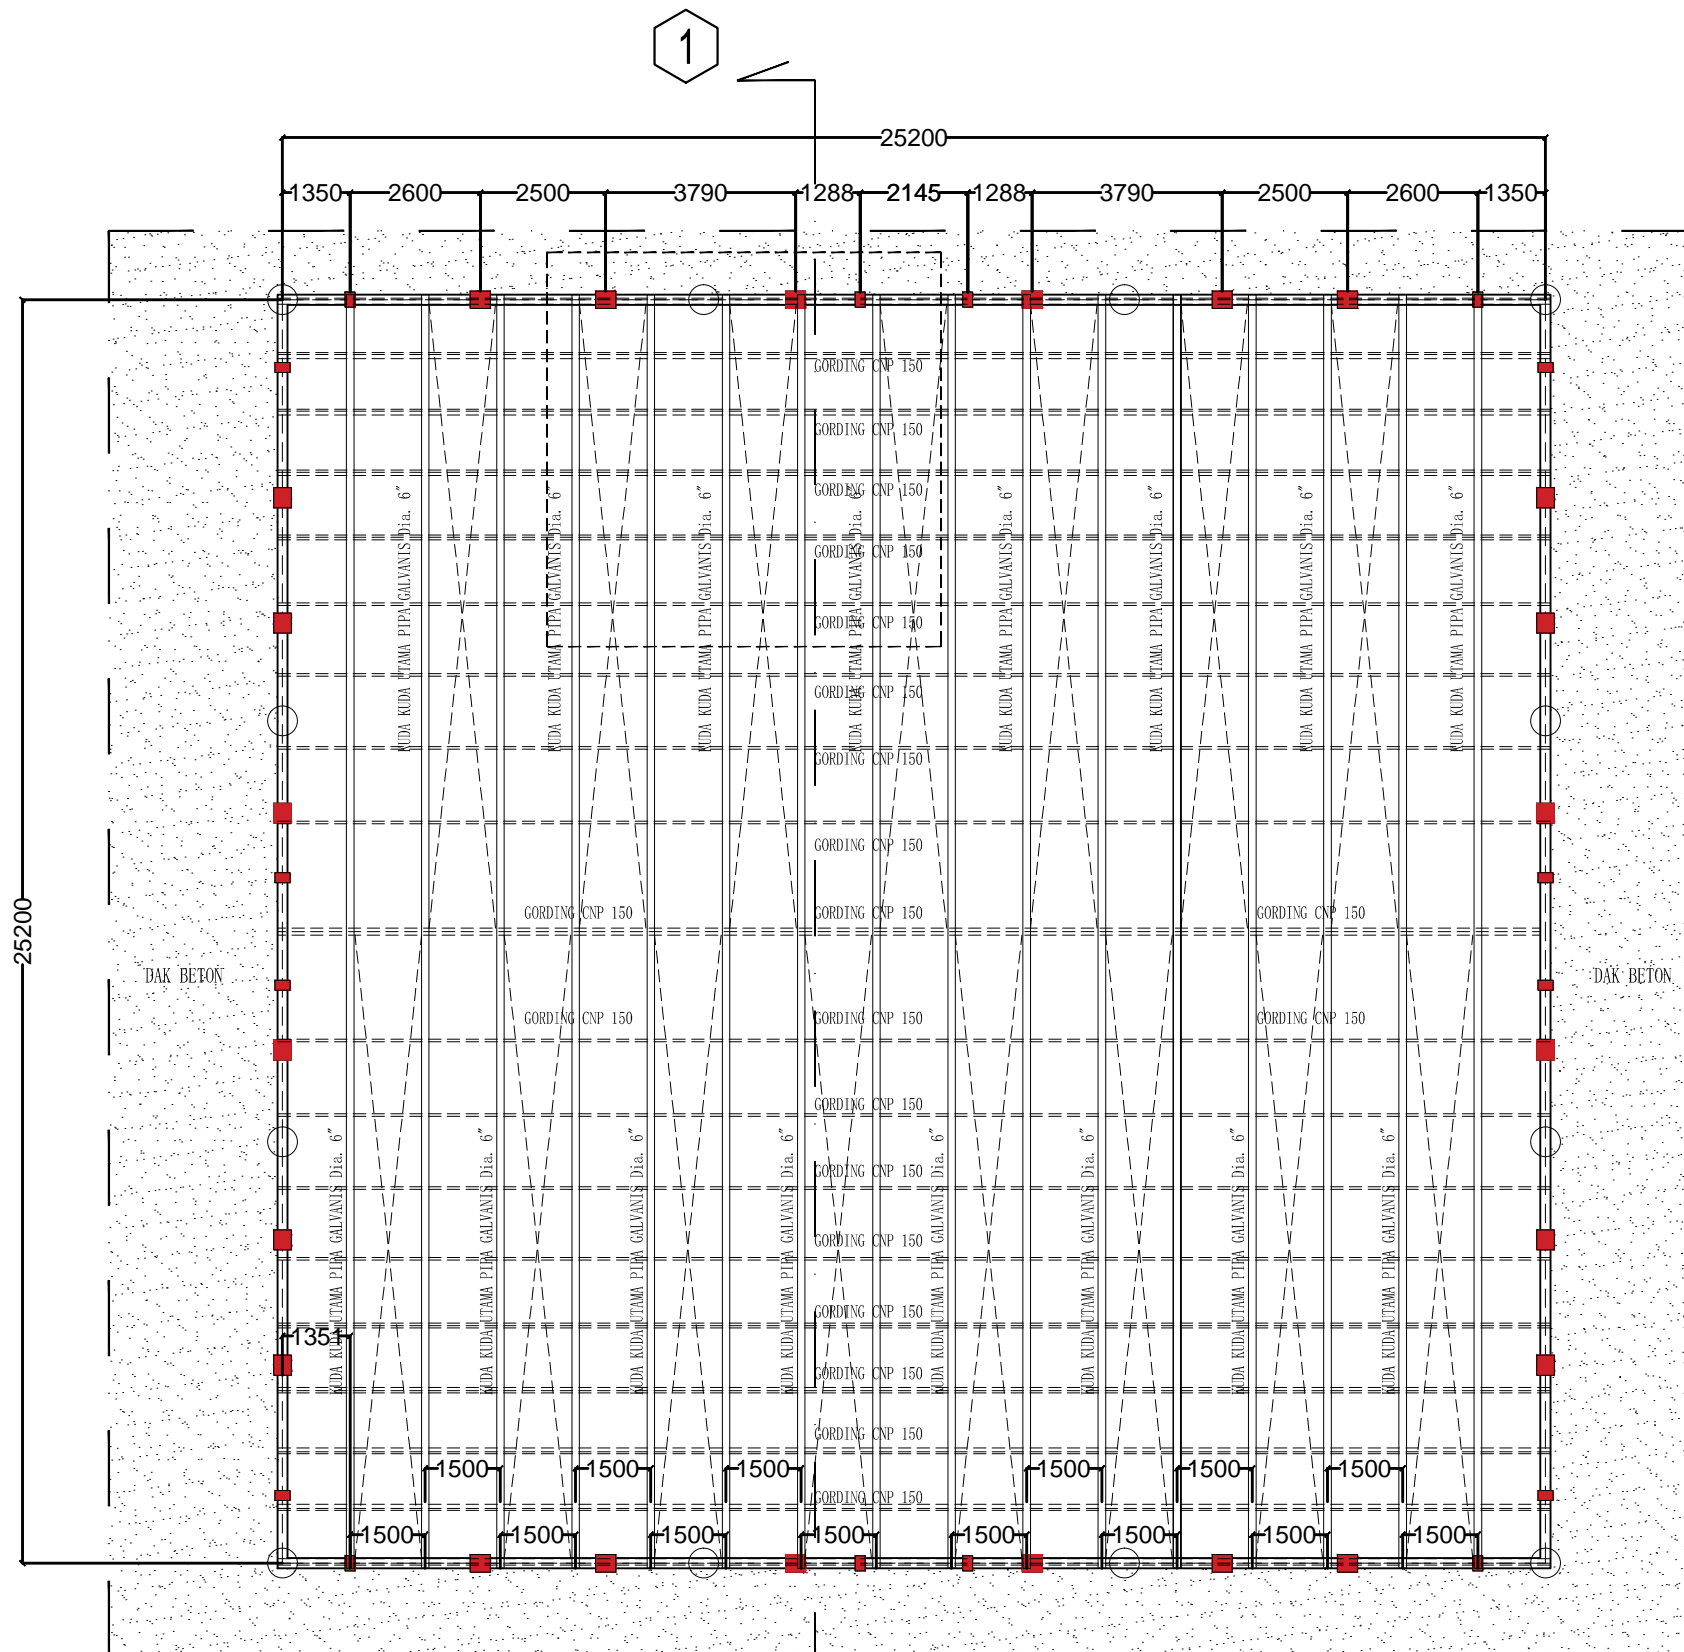 1
25200
1350 2600 2500 3790 1288 2145 1288 3790 2500 2600 1350
GORDING CNP 150
GORDING CNP 150
GORDING CNP 150
GORDING CNP 150
GORDING CNP 150
GORDING CNP 150
GORDING CNP 150
GORDING CNP 150
KUDA KUDA UTAMA PIPA GALVANIS Dia. 6"
KUDA KUDA UTAMA PIPA GALVANIS Dia. 6"
KUDA KUDA UTAMA PIPA GALVANIS Dia. 6"
KUDA KUDA UTAMA PIPA GALVANIS Dia. 6"
KUDA KUDA UTAMA PIPA GALVANIS Dia. 6"
KUDA KUDA UTAMA PIPA GALVANIS Dia. 6"
KUDA KUDA UTAMA PIPA GALVANIS Dia. 6"
KUDA KUDA UTAMA PIPA GALVANIS Dia. 6"
GORDING CNP 150 GORDING CNP 150 GORDING CNP 150
25200
DAK BETON DAK BETON
GORDING CNP 150 GORDING CNP 150 GORDING CNP 150
GORDING CNP 150
GORDING CNP 150
GORDING CNP 150
GORDING CNP 150
GORDING CNP 150
GORDING CNP 150
GORDING CNP 150
KUDA KUDA UTAMA PIPA GALVANIS Dia. 6"
KUDA KUDA UTAMA PIPA GALVANIS Dia. 6"
KUDA KUDA UTAMA PIPA GALVANIS Dia. 6"
KUDA KUDA UTAMA PIPA GALVANIS Dia. 6"
KUDA KUDA UTAMA PIPA GALVANIS Dia. 6"
KUDA KUDA UTAMA PIPA GALVANIS Dia. 6"
KUDA KUDA UTAMA PIPA GALVANIS Dia. 6"
KUDA KUDA UTAMA PIPA GALVANIS Dia. 6"
1351
1500 1500 1500 1500 1500 1500
1500 1500 1500 1500 1500 1500 1500 1500